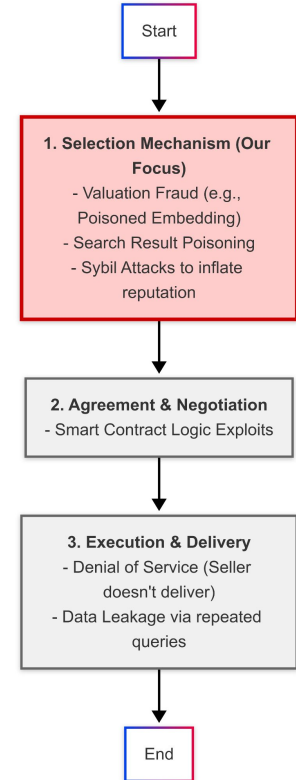 Start
1. Selection Mechanism (Our
Focus)
- Valuation Fraud (e.g.,
Poisoned Embedding)
- Search Result Poisoning
- Sybil Attacks to inflate
reputation
2. Agreement & Negotiation
- Smart Contract Logic Exploits
3. Execution & Delivery
- Denial of Service (Seller
doesn't deliver)
- Data Leakage via repeated
queries
End